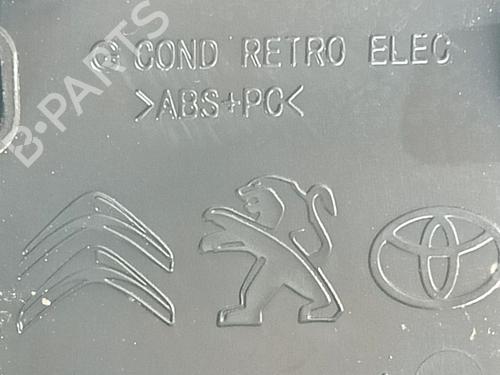 G COND RETRO ELEC
>ABS+PC<
B-PARTS